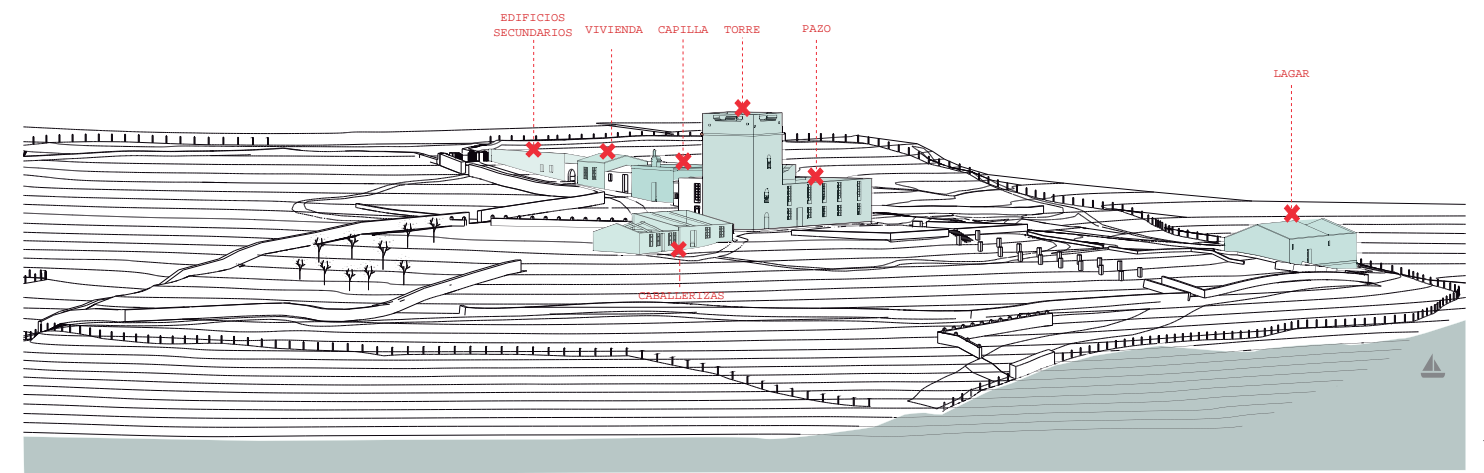 EDIFICIOS
SECUNDARIOS
VIVIENDA
CAPILLA
TORRE
PAZO
LAGAR
CABALLERIZAS